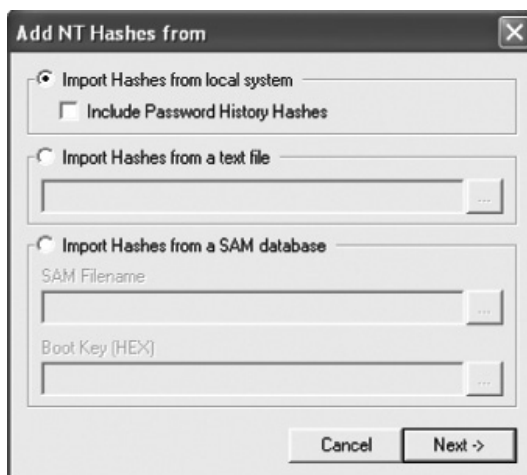 Add NT Hashes from
Import Hashes from local system
Include Password History Hashes
Import Hashes from a text file
...
Import Hashes from a SAM database
SAM Filename
...
Boot Key (HEX)
...
Cancel
Next ->